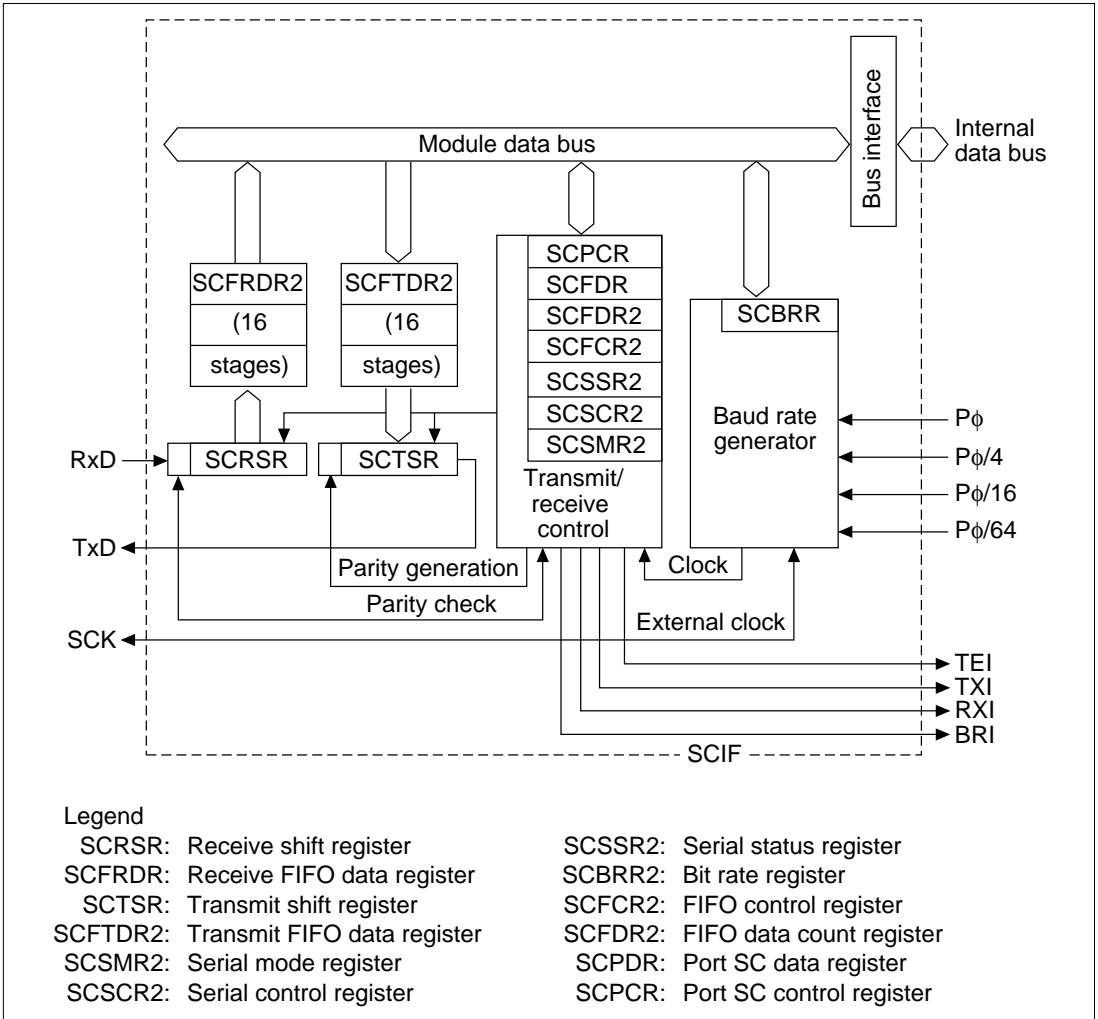 Module data bus
Bus interface
Internal
data bus
SCFRDR2
(16
stages)
SCFTDR2
(16
stages)
SCPCR
SCFDR
SCFDR2
SCFCR2
SCSSR2
SCSCR2
SCSMR2
Transmit/
receive
control
SCBRR
Baud rate
generator
Pϕ
Pϕ/4
Pϕ/16
Pϕ/64
RxD
SCRSR
SCTSR
TxD
Parity generation
Parity check
Clock
SCK
External clock
TEI
TXI
RXI
BRI
SCIF
Legend
SCRSR: Receive shift register
SCFRDR: Receive FIFO data register
SCTSR: Transmit shift register
SCFTDR2: Transmit FIFO data register
SCSMR2: Serial mode register
SCSCR2: Serial control register
SCSSR2: Serial status register
SCBRR2: Bit rate register
SCFCR2: FIFO control register
SCFDR2: FIFO data count register
SCPDR: Port SC data register
SCPCR: Port SC control register